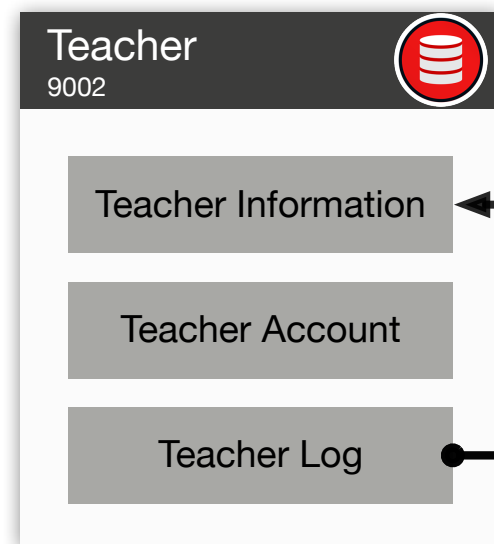 Teacher
9002
Teacher Information
Teacher Account
Teacher Log